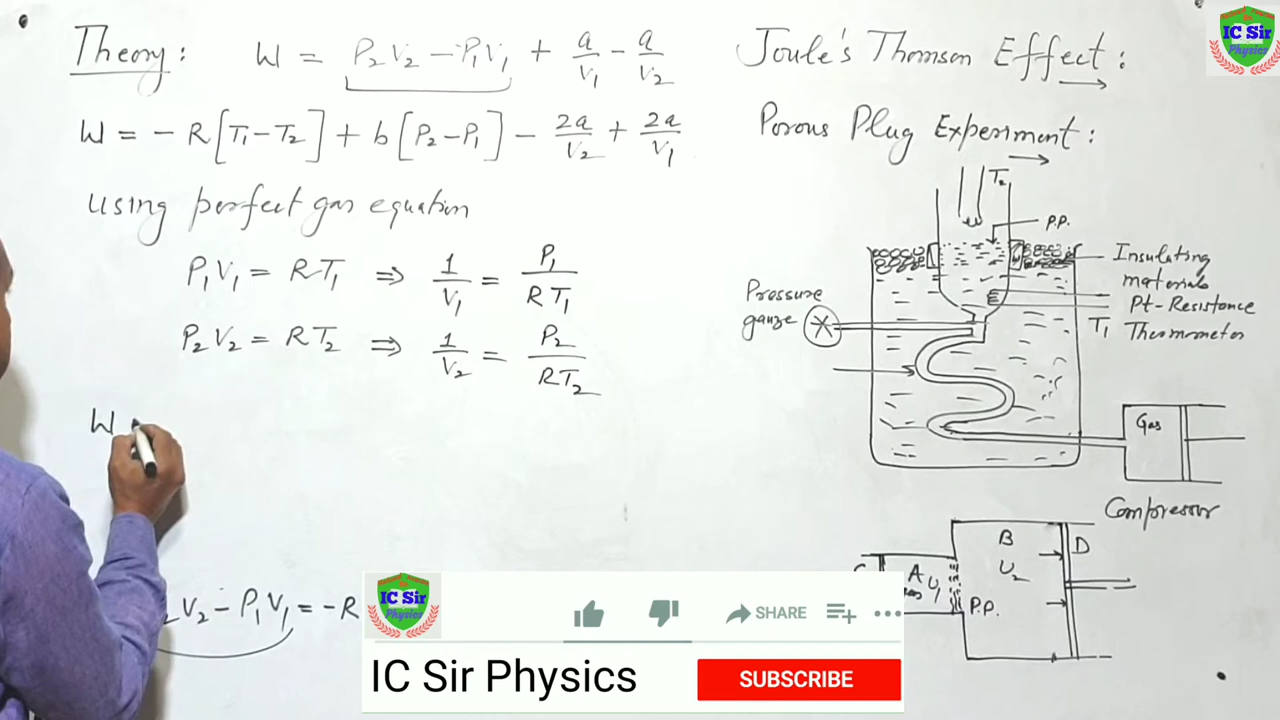 Theory: W = P₂V₂ - P₁V₁ + a/V₁ - a/V₂
W = - R[T₁-T₂] + b[P₂-P₁] - 2a/V₂ + 2a/V₁
using perfect gas equation
P₁V₁ = RT₁ ⇒ 1/V₁ = P₁/RT₁
P₂V₂ = RT₂ ⇒ 1/V₂ = P₂/RT₂
W
V₂ - P₁V₁ = -R
Joule's Thomson Effect:
Porous Plug Experiment:
T₂
P.P.
Insulating
materials
Pt-Resistance
T₁ Thermometer
Pressure
gauze
Gas
Compressor
B
D
U₂
A
U₁
P.P.
IC Sir
Physics
IC Sir
Physics
SHARE
IC Sir Physics
SUBSCRIBE